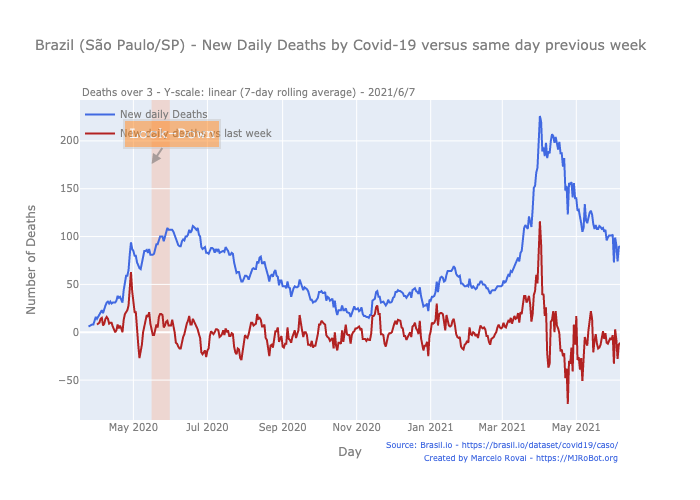 Brazil (São Paulo/SP) - New Daily Deaths by Covid-19 versus same day previous week
Deaths over 3 - Y-scale: linear (7-day rolling average) - 2021/6/7
New daily Deaths
New daily deaths vs last week
Lock-Down
200
150
100
50
0
−50
Number of Deaths
May 2020
Jul 2020
Sep 2020
Nov 2020
Jan 2021
Mar 2021
May 2021
Day
Source: Brasil.io - https://brasil.io/dataset/covid19/caso/
Created by Marcelo Rovai - https://MJRoBot.org